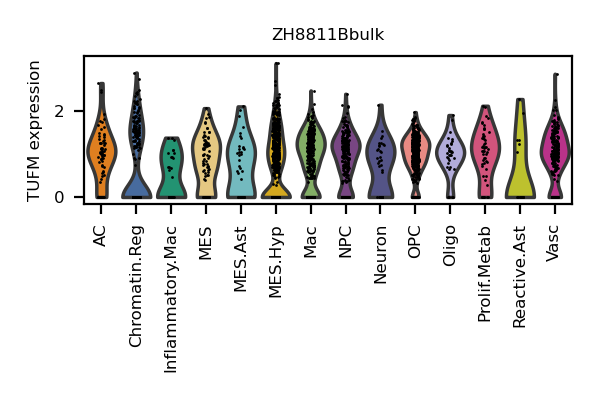 ZH8811Bbulk
TUFM expression
2
0
AC
Chromatin.Reg
Inflammatory.Mac
MES
MES.Ast
MES.Hyp
Mac
NPC
Neuron
OPC
Oligo
Prolif.Metab
Reactive.Ast
Vasc